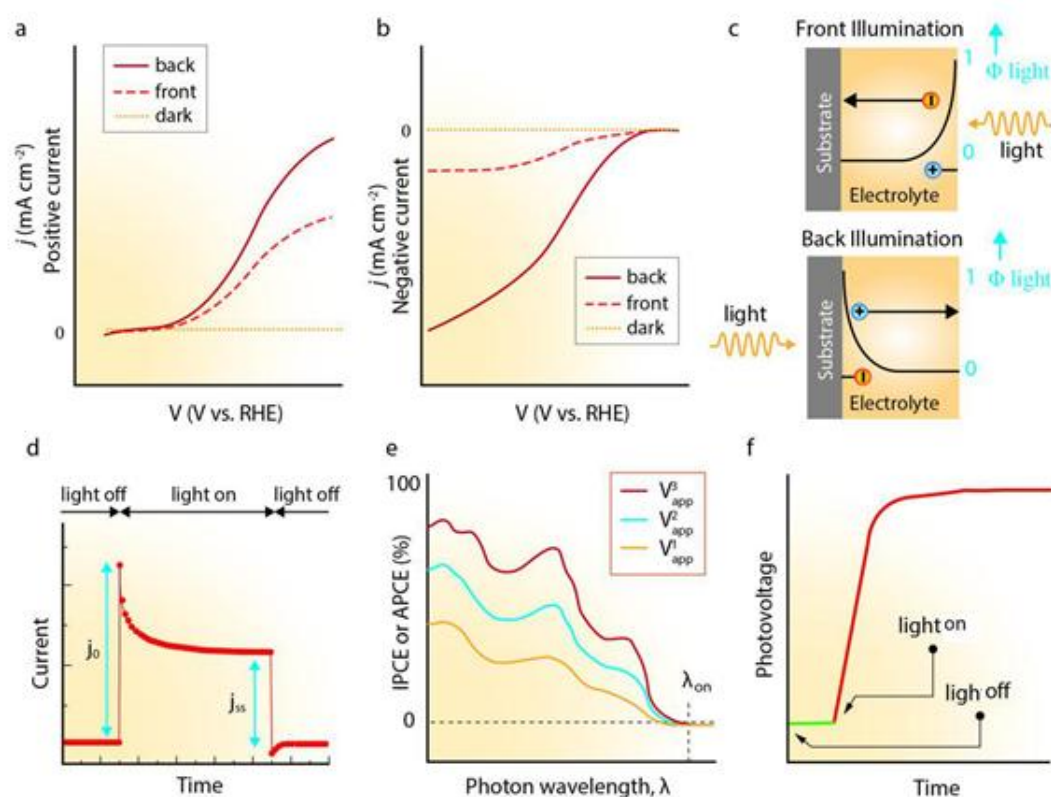 a
back
front
dark
j (mA cm⁻²)
Positive current
0
V (V vs. RHE)
b
0
j (mA cm⁻²)
Negative current
back
front
dark
V (V vs. RHE)
c
Front Illumination
1
Φ light
Substrate
I
+
0
light
Electrolyte
Back Illumination
1
Φ light
light
Substrate
+
I
0
Electrolyte
d
light off
light on
light off
Current
j₀
jss
Time
e
100
IPCE or APCE (%)
0
V³app
V²app
V¹app
λon
Photon wavelength, λ
f
Photovoltage
light on
ligh off
Time